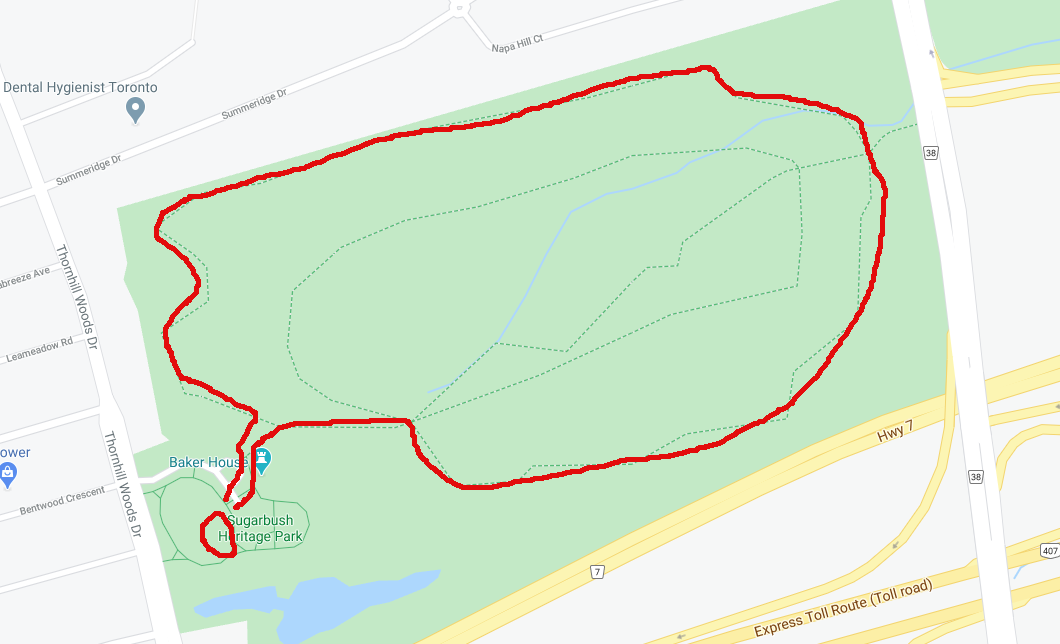 Napa Hill Ct
Dental Hygienist Toronto
Summeridge Dr
38
Summeridge Dr
abreeze Ave
Thornhill Woods Dr
Leameadow Rd
Hwy 7
ower
Baker House
Thornhill Woods Dr
38
Bentwood Crescent
Sugarbush
Heritage Park
407
7
Express Toll Route (Toll road)